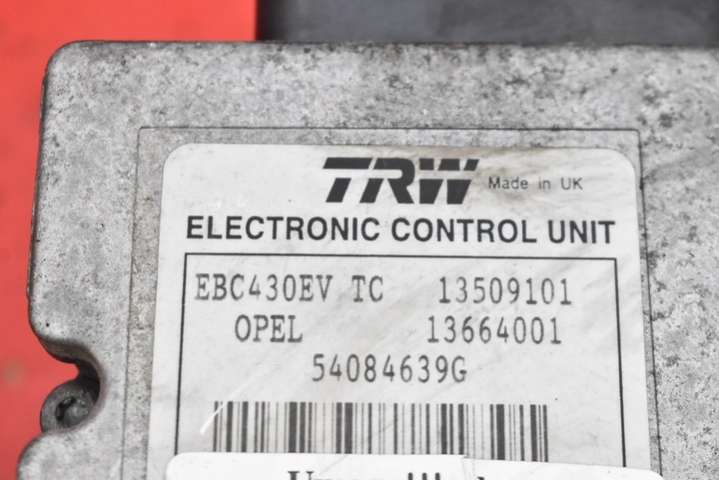 TRW Made in UK
ELECTRONIC CONTROL UNIT
EBC430EV TC 13509101
OPEL 13664001
54084639G